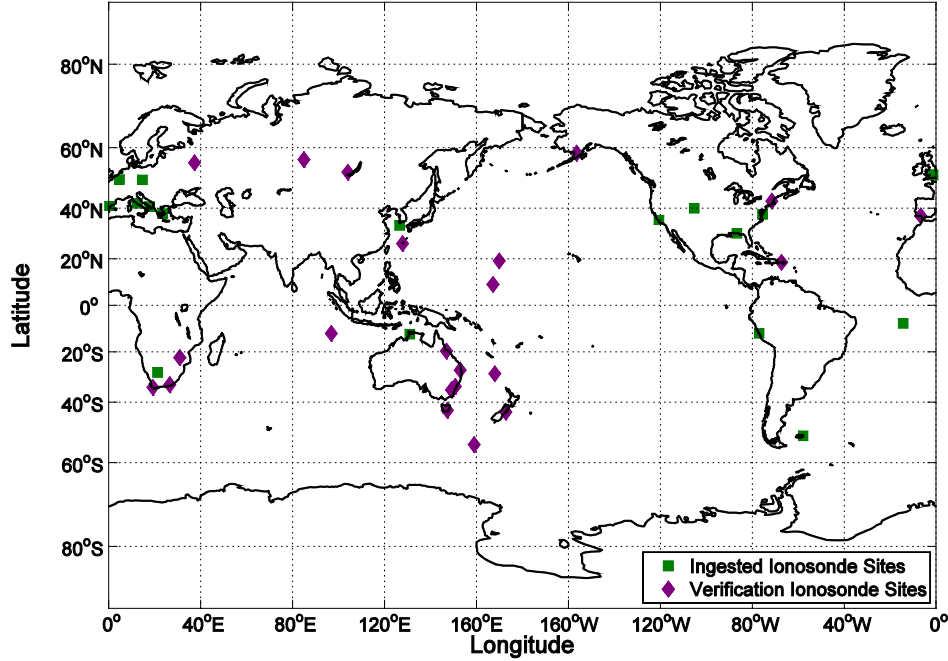 80°N
60°N
40°N
20°N
0°
20°S
40°S
60°S
80°S
Latitude
0°
40°E
80°E
120°E
160°E
160°W
120°W
80°W
40°W
0°
Longitude
Ingested Ionosonde Sites
Verification Ionosonde Sites